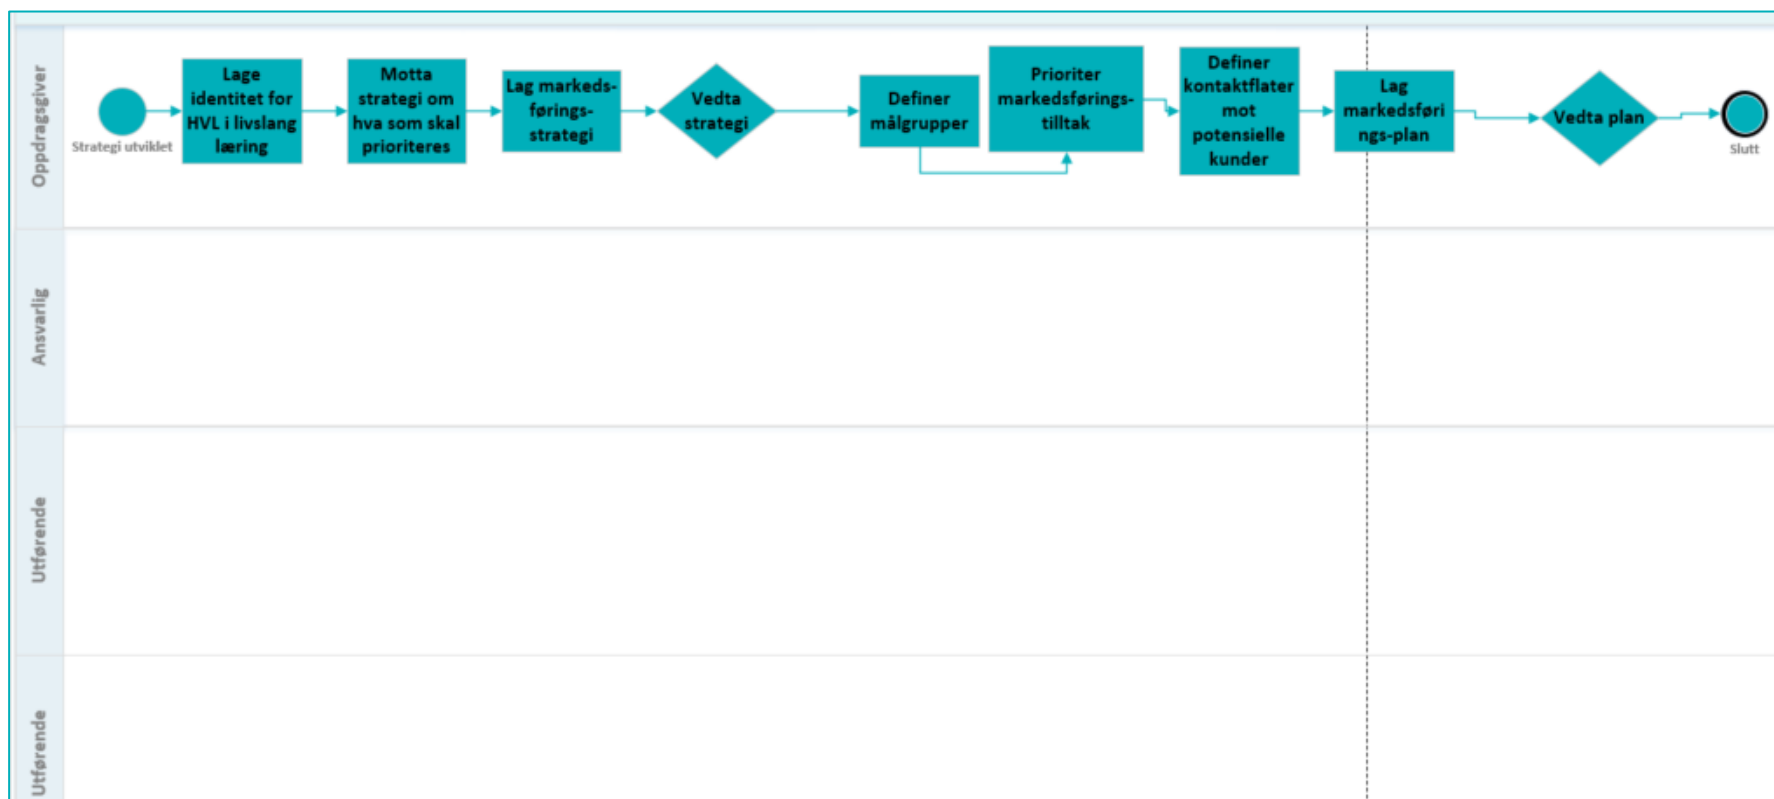 Oppdragsgiver
Strategi utviklet
Lage
identitet for
HVL i livslang
læring
Motta
strategi om
hva som skal
prioriteres
Lag markeds-
førings-
strategi
Vedta
strategi
Definer
målgrupper
Prioriter
markedsførings-
tilltak
Definer
kontaktflater
mot
potensielle
kunder
Lag
markedsføri
ngs-plan
Vedta plan
Slutt
Ansvarlig
Utførende
Utførende